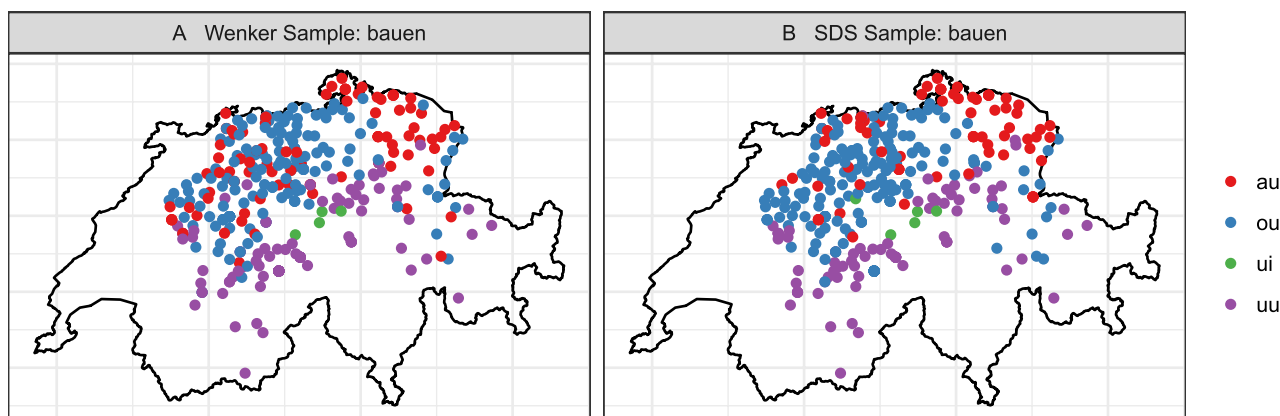 A Wenker Sample: bauen
B SDS Sample: bauen
au
ou
ui
uu